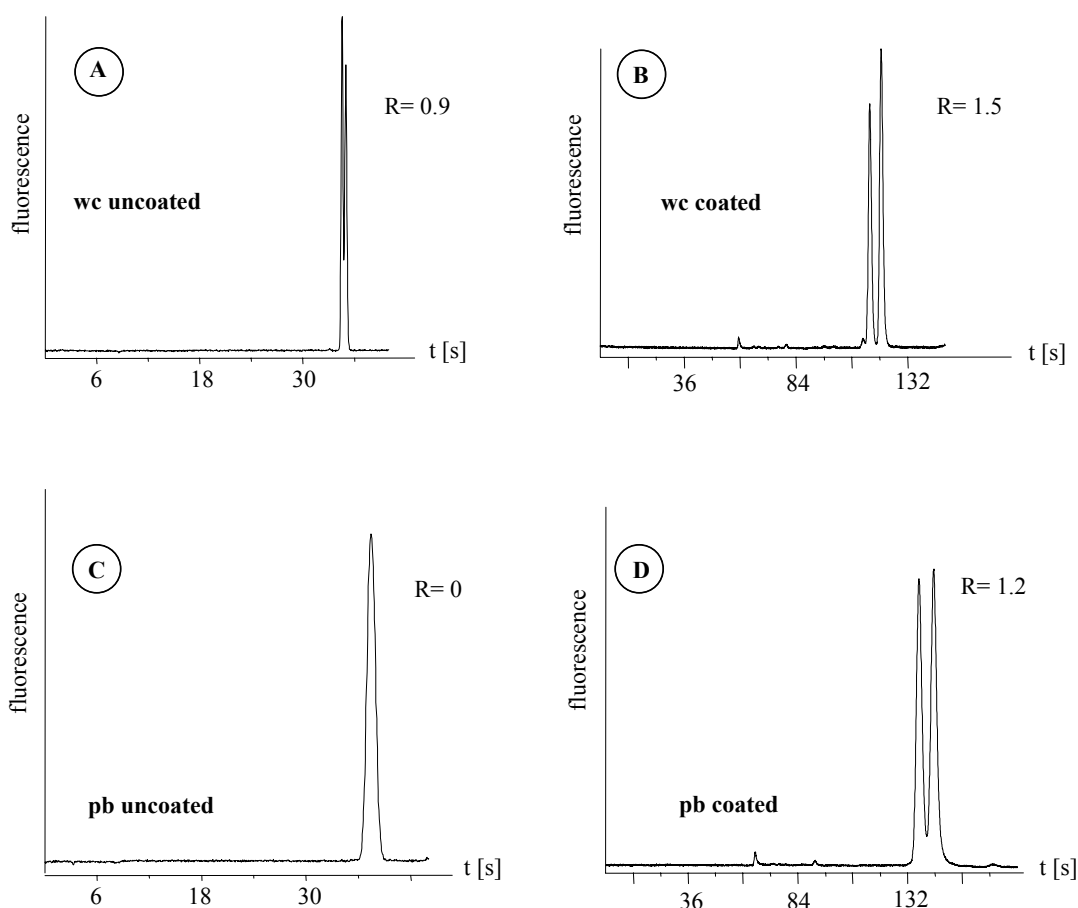 A
R= 0.9
fluorescence
wc uncoated
t [s]
6 18 30
B
R= 1.5
fluorescence
wc coated
t [s]
36 84 132
C
R= 0
fluorescence
pb uncoated
t [s]
6 18 30
D
R= 1.2
fluorescence
pb coated
t [s]
36 84 132